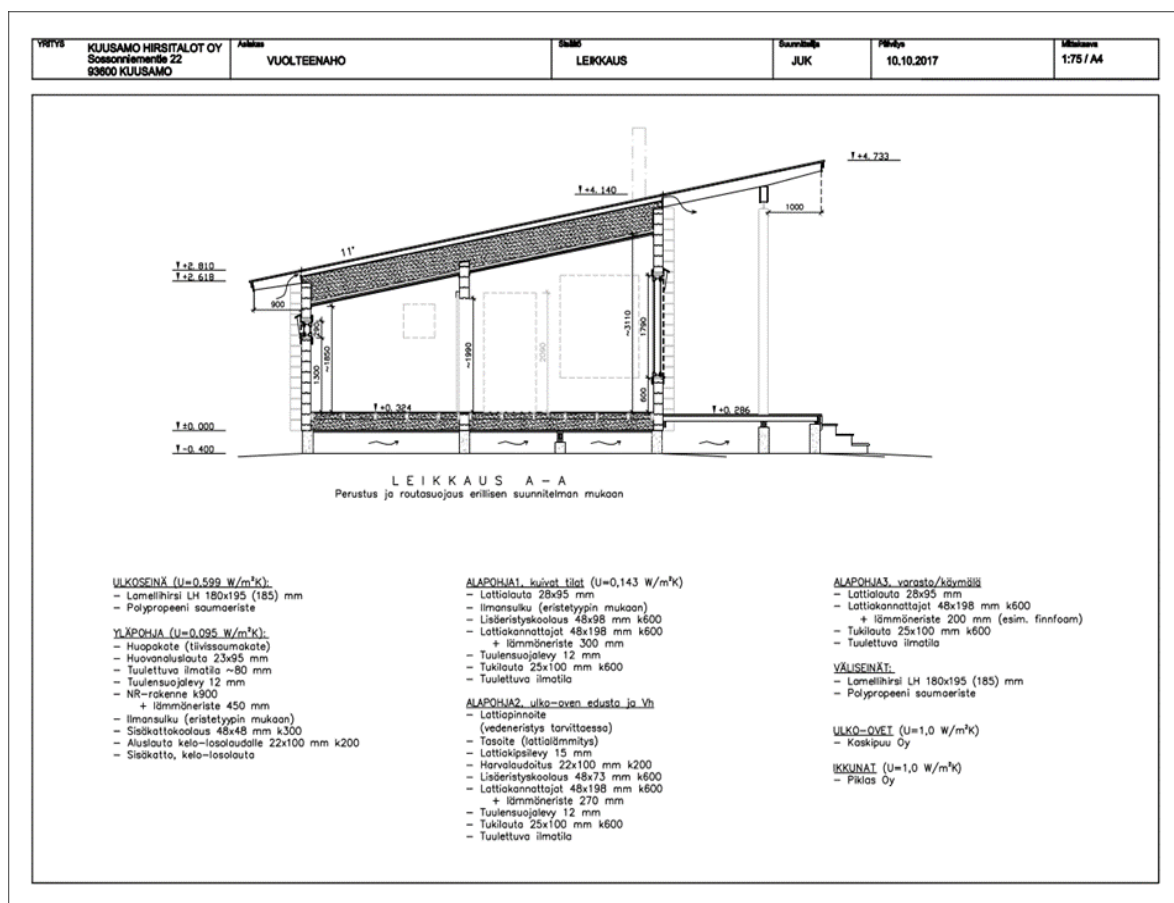 YRITYS
KUUSAMO HIRSITALOT OY
Sossonniementie 22
93600 KUUSAMO
Asiakas
VUOLTEENAHO
Sisältö
LEIKKAUS
Suunnittelija
JUK
Päiväys
10.10.2017
Mittakaava
1:75 / A4
+4. 733
+4. 140
1000
11°
+2. 810
+2. 618
900
290
1300
~1850
~1990
2090
~3110
1790
600
+0. 324
+0. 286
±0. 000
-0. 400
LEIKKAUS A-A
Perustus ja routasuojaus erillisen suunnitelman mukaan
ULKOSEINÄ (U=0,599 W/m²K):
- Lamellihirsi LH 180x195 (185) mm
- Polypropeeni saumaeriste
YLÄPOHJA (U=0,095 W/m²K):
- Huopakate (tiivissaumakate)
- Huovanaluslauta 23x95 mm
- Tuulettuva ilmatila ~80 mm
- Tuulensuojalevy 12 mm
- NR-rakenne k900
+ lämmöneriste 450 mm
- Ilmansulku (eristetyypin mukaan)
- Sisäkattokoolaus 48x48 mm k300
- Aluslauta kelo-losolaudalle 22x100 mm k200
- Sisäkatto, kelo-losolauta
ALAPOHJA1, kuivat tilat (U=0,143 W/m²K)
- Lattialauta 28x95 mm
- Ilmansulku (eristetyypin mukaan)
- Lisäeristyskoolaus 48x98 mm k600
- Lattiakannattajat 48x198 mm k600
+ lämmöneriste 300 mm
- Tuulensuojalevy 12 mm
- Tukilauta 25x100 mm k600
- Tuulettuva ilmatila
ALAPOHJA2, ulko-oven edusta ja Vh
- Lattiapinnoite
(vedeneristys tarvittaessa)
- Tasoite (lattialämmitys)
- Lattiakipsilevy 15 mm
- Harvalaudoitus 22x100 mm k200
- Lisäeristyskoolaus 48x73 mm k600
- Lattiakannattajat 48x198 mm k600
+ lämmöneriste 270 mm
- Tuulensuojalevy 12 mm
- Tukilauta 25x100 mm k600
- Tuulettuva ilmatila
ALAPOHJA3, varasto/käymälä
- Lattialauta 28x95 mm
- Lattiakannattajat 48x198 mm k600
+ lämmöneriste 200 mm (esim. finnfoam)
- Tukilauta 25x100 mm k600
- Tuulettuva ilmatila
VÄLISEINÄT:
- Lamellihirsi LH 180x195 (185) mm
- Polypropeeni saumaeriste
ULKO-OVET (U=1,0 W/m²K)
- Kaskipuu Oy
IKKUNAT (U=1,0 W/m²K)
- Piklas Oy